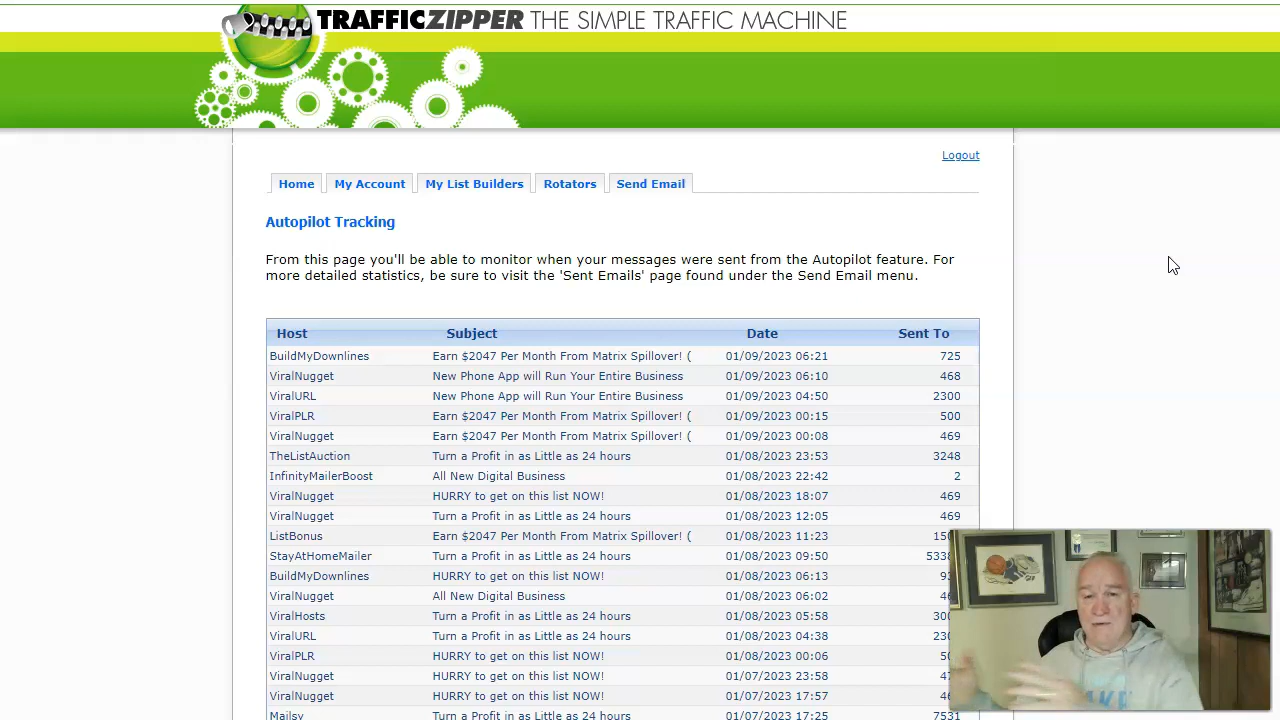 TRAFFICZIPPER THE SIMPLE TRAFFIC MACHINE
Logout
Home My Account My List Builders Rotators Send Email
Autopilot Tracking
From this page you'll be able to monitor when your messages were sent from the Autopilot feature. For
more detailed statistics, be sure to visit the 'Sent Emails' page found under the Send Email menu.
Host Subject Date Sent To
BuildMyDownlines Earn $2047 Per Month From Matrix Spillover! ( 01/09/2023 06:21 725
ViralNugget New Phone App will Run Your Entire Business 01/09/2023 06:10 468
ViralURL New Phone App will Run Your Entire Business 01/09/2023 04:50 2300
ViralPLR Earn $2047 Per Month From Matrix Spillover! ( 01/09/2023 00:15 500
ViralNugget Earn $2047 Per Month From Matrix Spillover! ( 01/09/2023 00:08 469
TheListAuction Turn a Profit in as Little as 24 hours 01/08/2023 23:53 3248
InfinityMailerBoost All New Digital Business 01/08/2023 22:42 2
ViralNugget HURRY to get on this list NOW! 01/08/2023 18:07 469
ViralNugget Turn a Profit in as Little as 24 hours 01/08/2023 12:05 469
ListBonus Earn $2047 Per Month From Matrix Spillover! ( 01/08/2023 11:23
StayAtHomeMailer Turn a Profit in as Little as 24 hours 01/08/2023 09:50
BuildMyDownlines HURRY to get on this list NOW! 01/08/2023 06:13
ViralNugget All New Digital Business 01/08/2023 06:02
ViralHosts Turn a Profit in as Little as 24 hours 01/08/2023 05:58
ViralURL Turn a Profit in as Little as 24 hours 01/08/2023 04:38
ViralPLR HURRY to get on this list NOW! 01/08/2023 00:06
ViralNugget HURRY to get on this list NOW! 01/07/2023 23:58
ViralNugget HURRY to get on this list NOW! 01/07/2023 17:57
Mailsy Turn a Profit in as Little as 24 hours 01/07/2023 17:25 7531